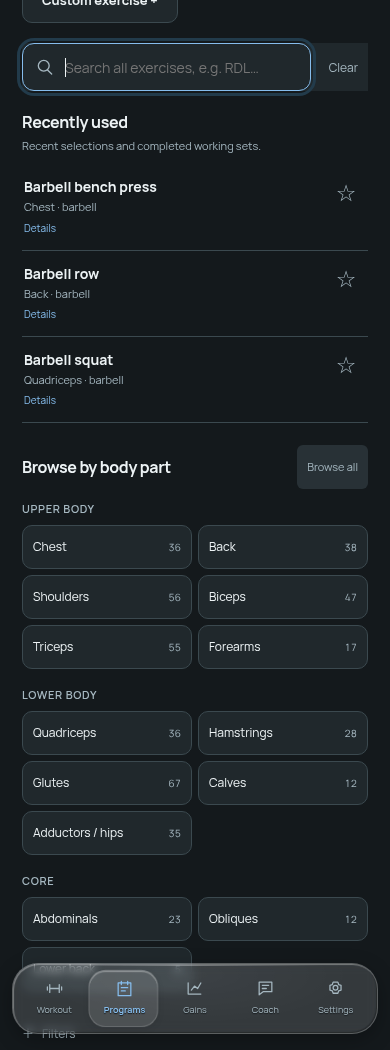 Custom exercise +
Search all exercises, e.g. RDL...
Clear
Recently used
Recent selections and completed working sets.
Barbell bench press
Chest · barbell
Details
Barbell row
Back · barbell
Details
Barbell squat
Quadriceps · barbell
Details
Browse by body part
Browse all
UPPER BODY
Chest 36
Back 38
Shoulders 56
Biceps 47
Triceps 55
Forearms 17
LOWER BODY
Quadriceps 36
Hamstrings 28
Glutes 67
Calves 12
Adductors / hips 35
CORE
Abdominals 23
Obliques 12
Lower back
Workout
Programs
Gains
Coach
Settings
+ Filters